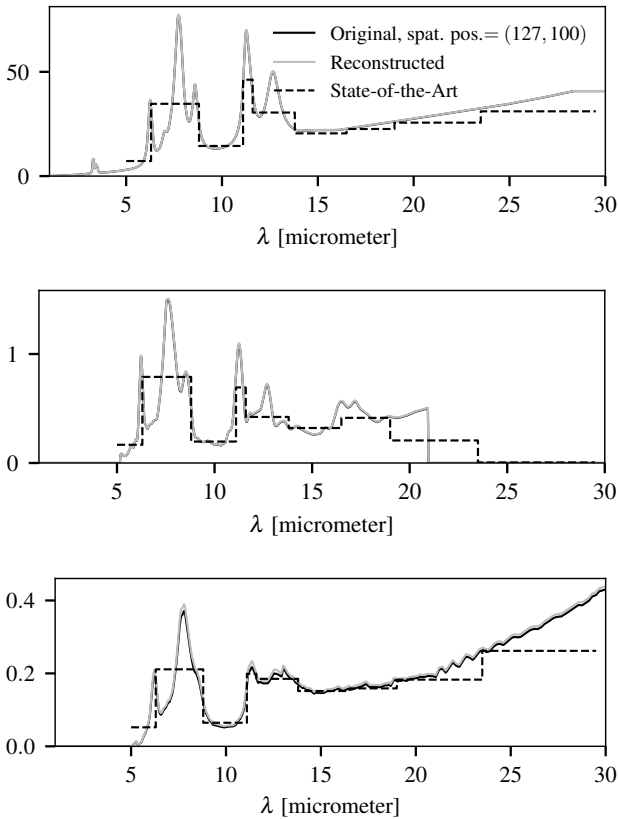 Original, spat. pos.= (127, 100)
Reconstructed
State-of-the-Art
50
0
5 10 15 20 25 30
λ [micrometer]
1
0
5 10 15 20 25 30
λ [micrometer]
0.4
0.2
0.0
5 10 15 20 25 30
λ [micrometer]